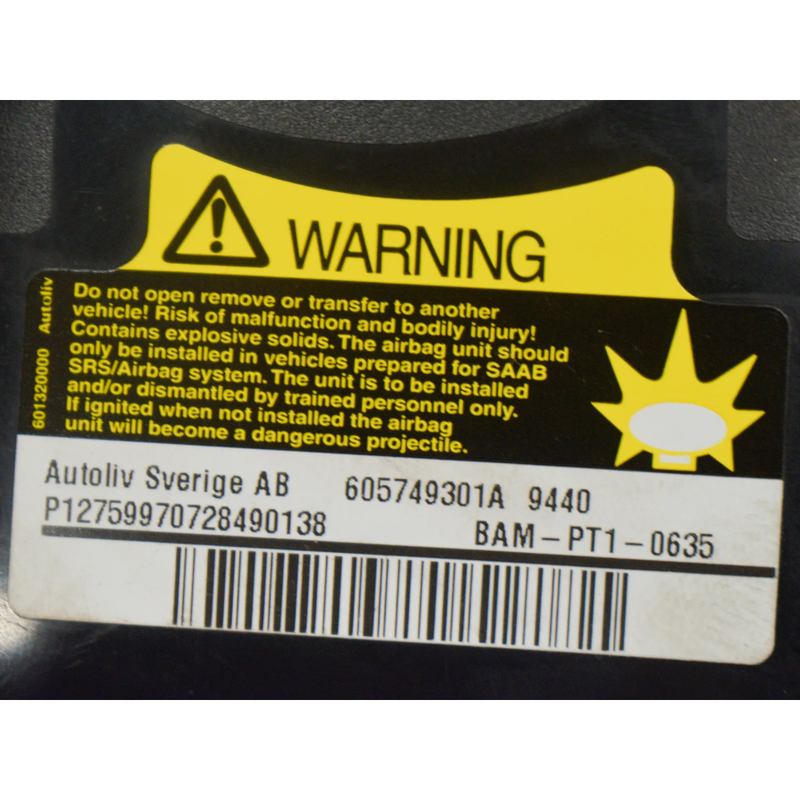 WARNING
Do not open remove or transfer to another
vehicle! Risk of malfunction and bodily injury!
Contains explosive solids. The airbag unit should
only be installed in vehicles prepared for SAAB
SRS/Airbag system. The unit is to be installed
and/or dismantled by trained personnel only.
If ignited when not installed the airbag
unit will become a dangerous projectile.
601320000 Autoliv
Autoliv Sverige AB 605749301A 9440
P12759970728490138 BAM-PT1-0635